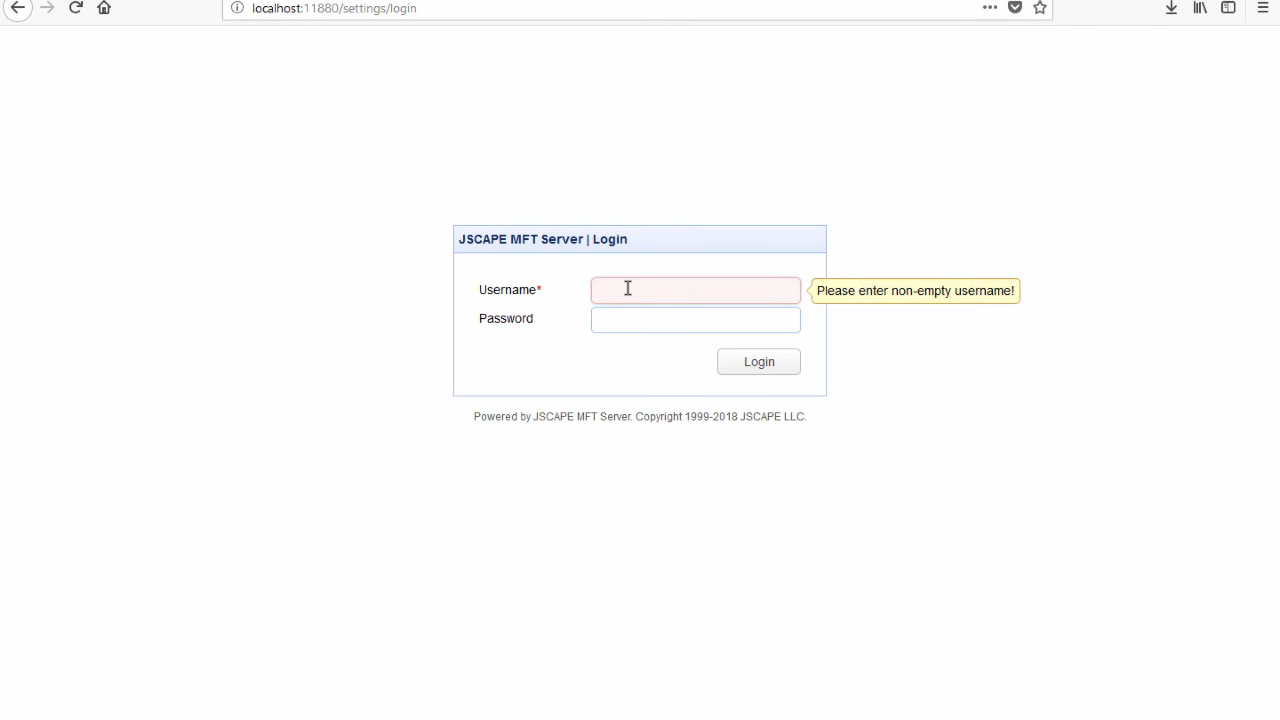 localhost:11880/settings/login
JSCAPE MFT Server | Login
Username*
Please enter non-empty username!
Password
Login
Powered by JSCAPE MFT Server. Copyright 1999-2018 JSCAPE LLC.